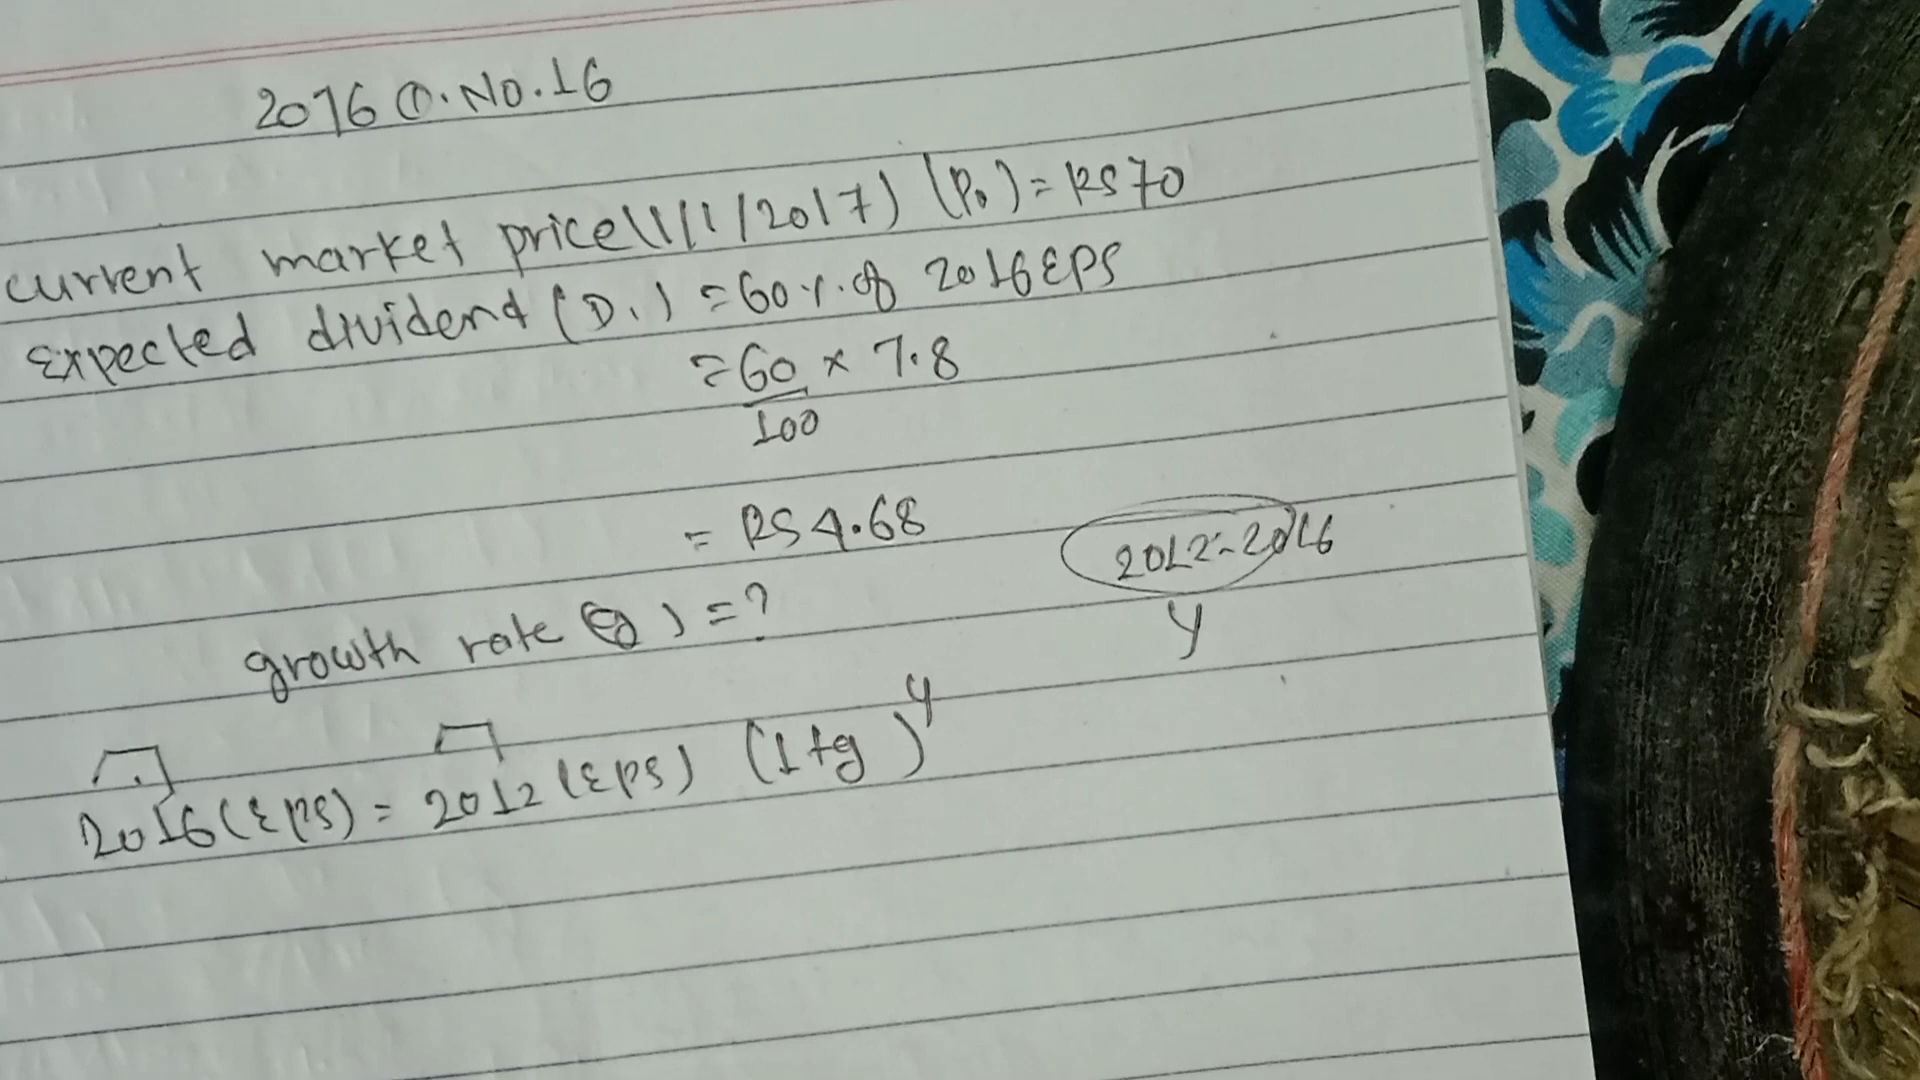 2076 Q.No.16
current market price(1/1/2017) (P₀) = RS 70
Expected dividend (D₁) = 60% of 2016 EPS
= 60 × 7.8
100
= RS 4.68
2012-2016
growth rate (g) = ?
4
2016(EPS) = 2012 (EPS) (1+g)⁴